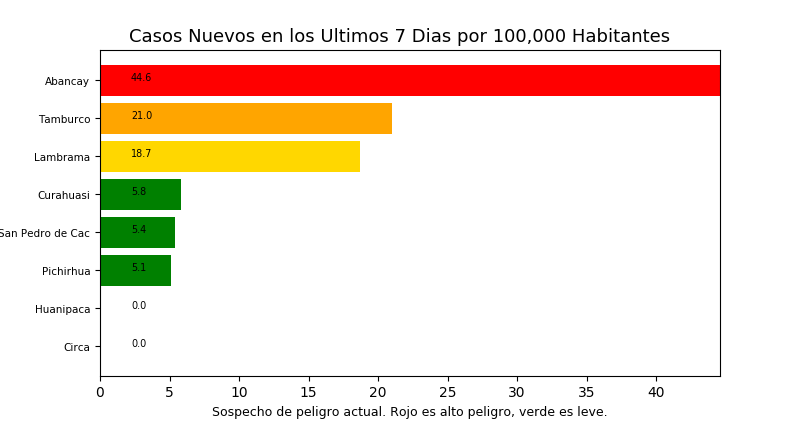 Casos Nuevos en los Ultimos 7 Dias por 100,000 Habitantes
Abancay 44.6
Tamburco 21.0
Lambrama 18.7
Curahuasi 5.8
San Pedro de Cac 5.4
Pichirhua 5.1
Huanipaca 0.0
Circa 0.0
0 5 10 15 20 25 30 35 40
Sospecho de peligro actual. Rojo es alto peligro, verde es leve.